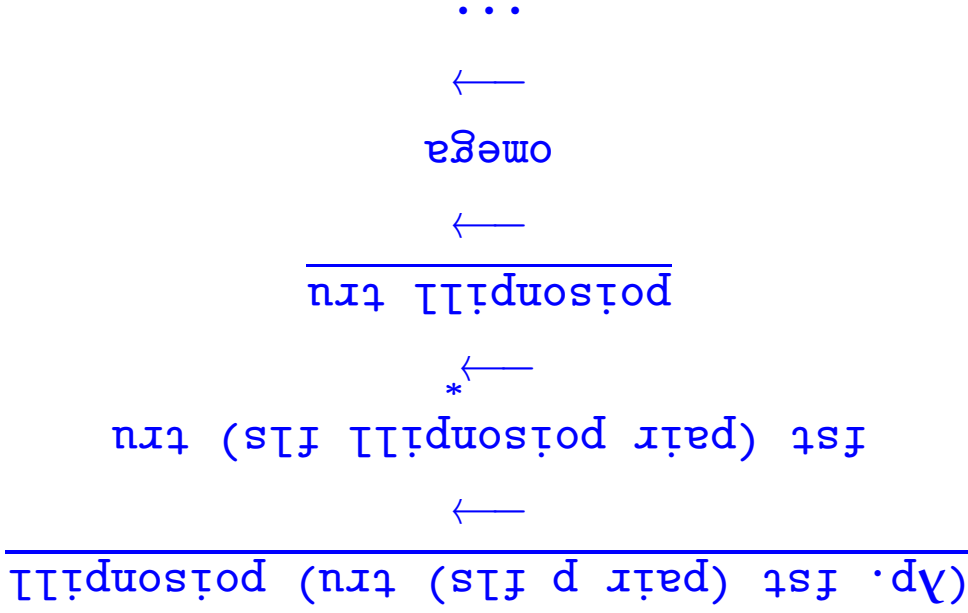 (λp. fst (pair p fls) tru) poisonpill
⟶
fst (pair poisonpill fls) tru
⟶*
poisonpill tru
⟶
omega
⟶
...